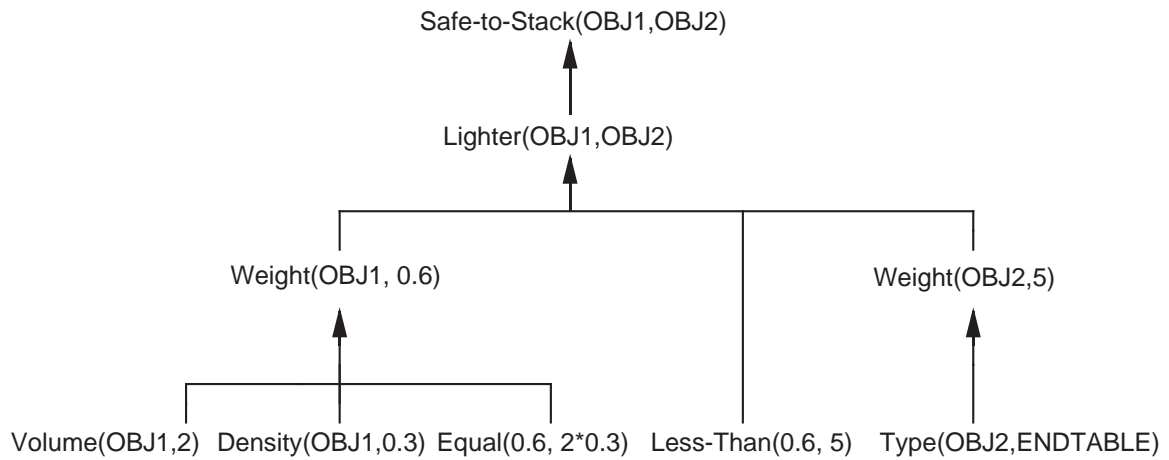 Safe-to-Stack(OBJ1,OBJ2)
Lighter(OBJ1,OBJ2)
Weight(OBJ1, 0.6) Weight(OBJ2,5)
Volume(OBJ1,2) Density(OBJ1,0.3) Equal(0.6, 2*0.3) Less-Than(0.6, 5) Type(OBJ2,ENDTABLE)